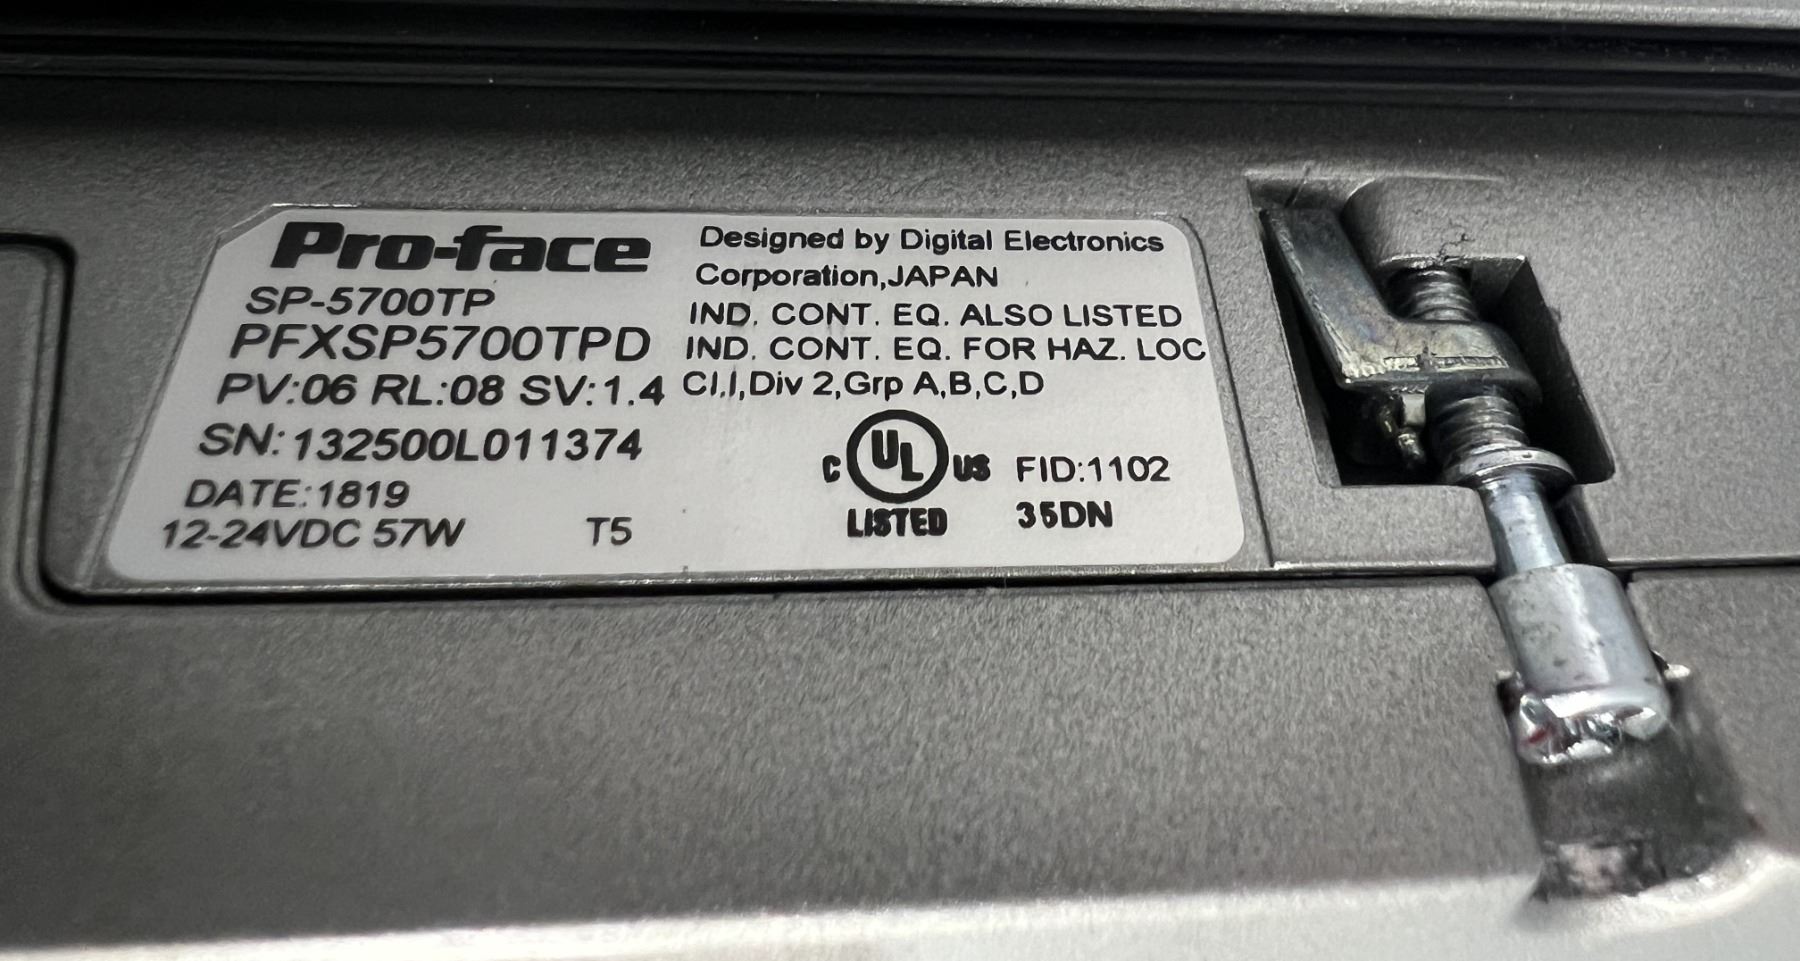 Pro-face
SP-5700TP
PFXSP5700TPD
PV:06 RL:08 SV:1.4
SN:132500L011374
DATE:1819
12-24VDC 57W T5
Designed by Digital Electronics
Corporation,JAPAN
IND. CONT. EQ. ALSO LISTED
IND. CONT. EQ. FOR HAZ. LOC
Cl.I,Div 2,Grp A,B,C,D
C UL US FID:1102
LISTED 35DN